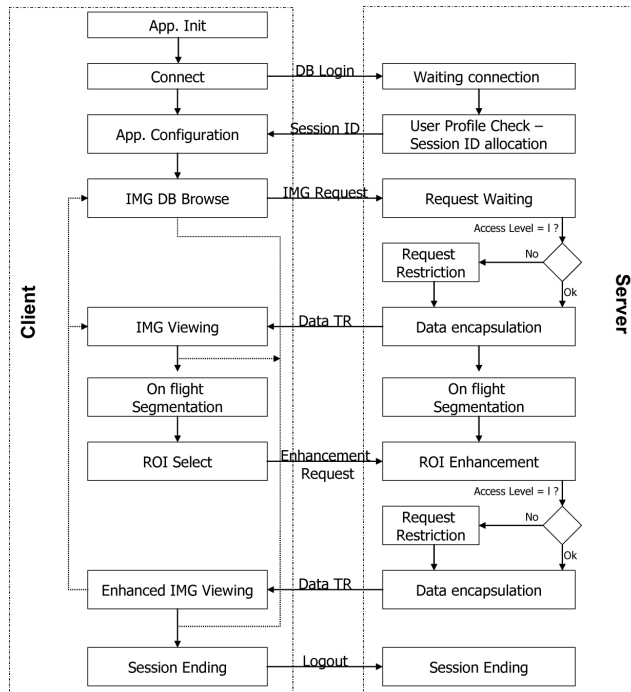 App. Init
Connect
DB Login
Waiting connection
App. Configuration
Session ID
User Profile Check –
Session ID allocation
IMG DB Browse
IMG Request
Request Waiting
Access Level = l ?
No
Request
Restriction
Ok
Client
Server
IMG Viewing
Data TR
Data encapsulation
On flight
Segmentation
On flight
Segmentation
ROI Select
Enhancement
Request
ROI Enhancement
Access Level = l ?
No
Request
Restriction
Ok
Enhanced IMG Viewing
Data TR
Data encapsulation
Session Ending
Logout
Session Ending